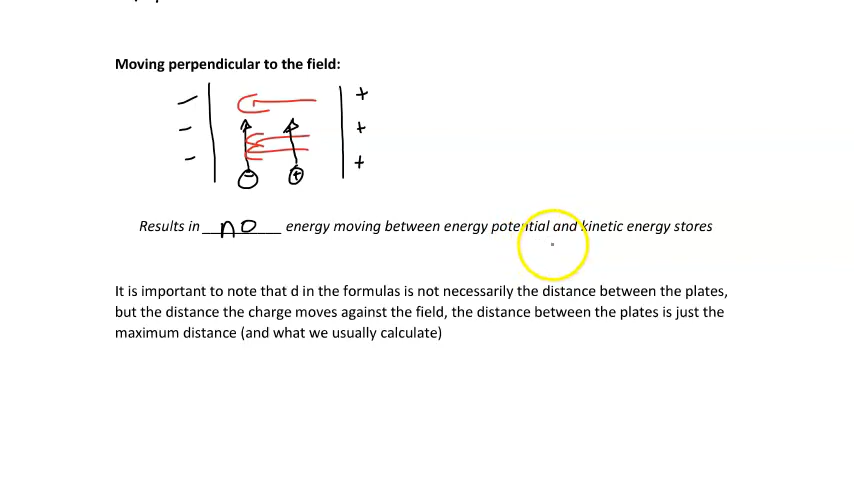 Moving perpendicular to the field:
− +
− +
− +
− +
Results in no energy moving between energy potential and kinetic energy stores
It is important to note that d in the formulas is not necessarily the distance between the plates,
but the distance the charge moves against the field, the distance between the plates is just the
maximum distance (and what we usually calculate)